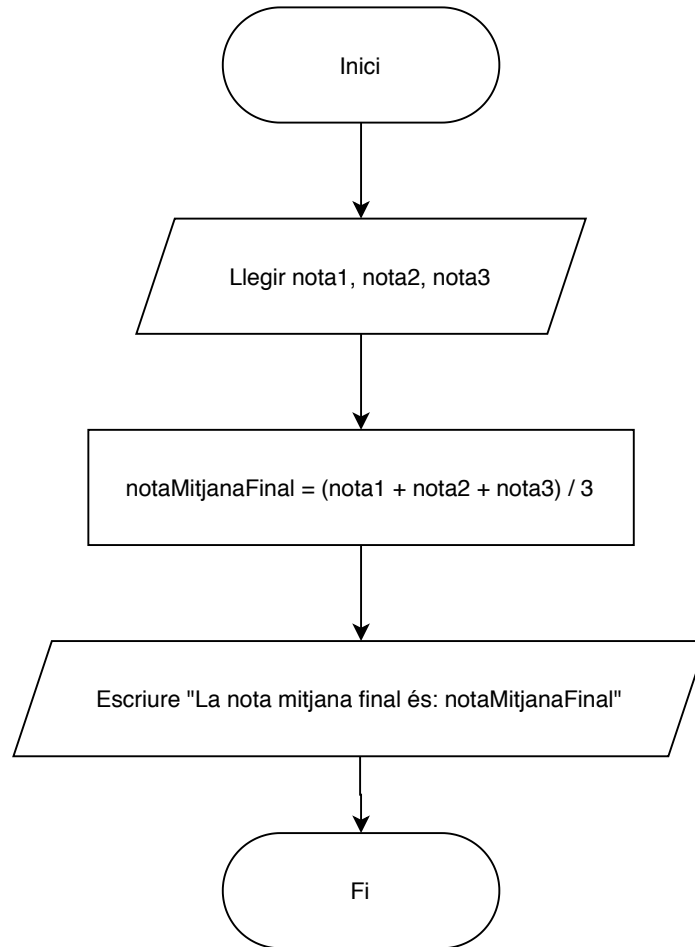 Inici
Llegir nota1, nota2, nota3
notaMitjanaFinal = (nota1 + nota2 + nota3) / 3
Escriure "La nota mitjana final és: notaMitjanaFinal"
Fi